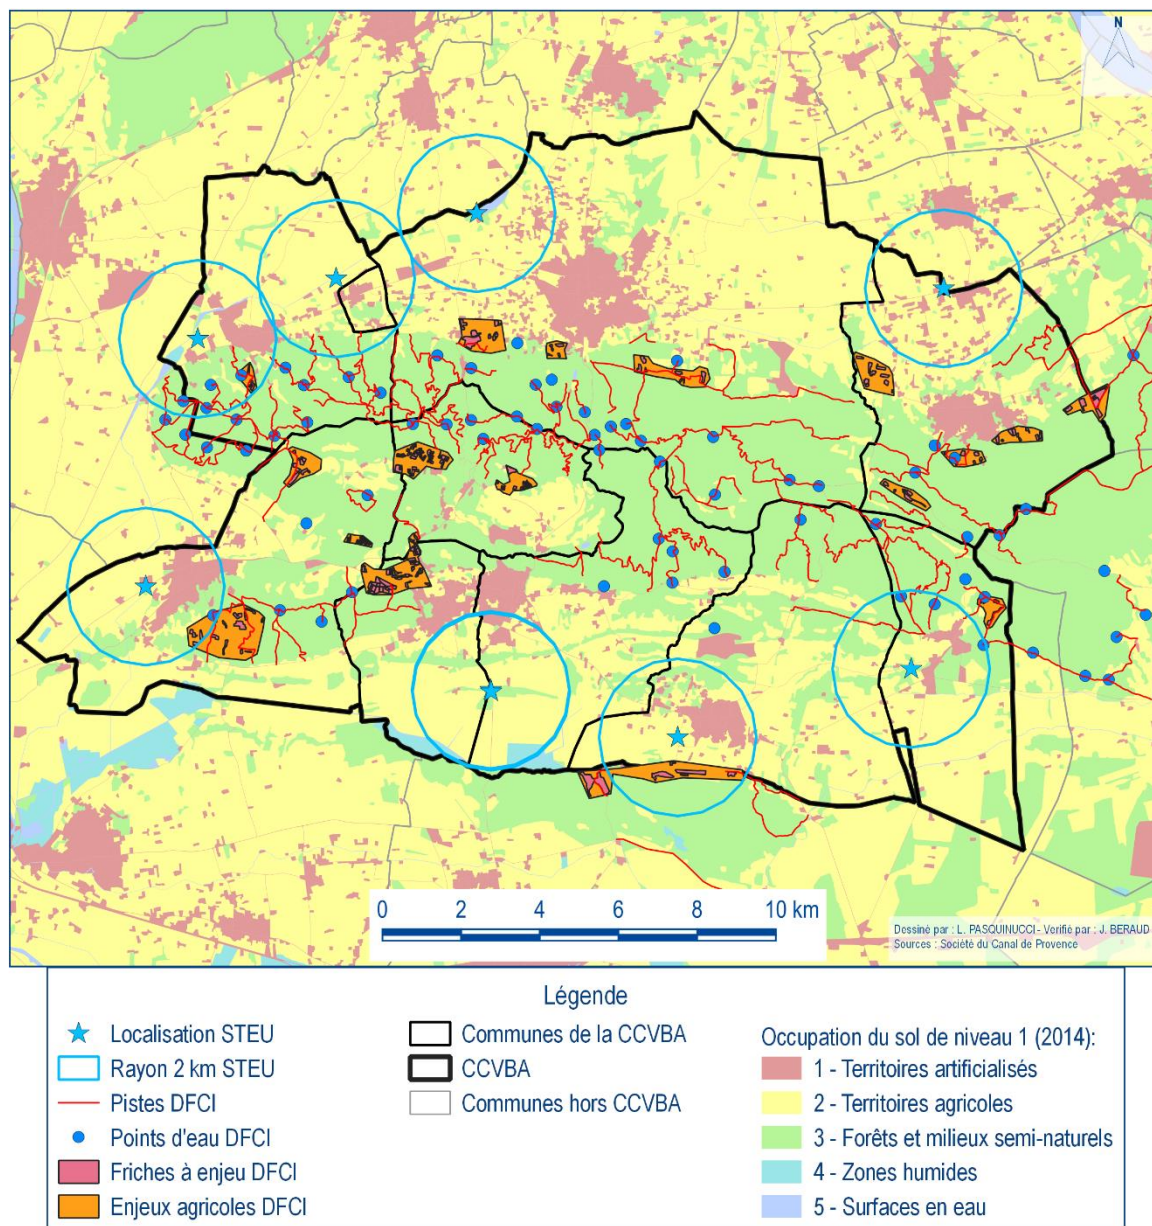 N
0 2 4 6 8 10 km
Dessiné par : L. PASQUINUCCI - Verifié par : J. BERAUD
Sources : Société du Canal de Provence
Légende
Localisation STEU
Rayon 2 km STEU
Pistes DFCI
Points d'eau DFCI
Friches à enjeu DFCI
Enjeux agricoles DFCI
Communes de la CCVBA
CCVBA
Communes hors CCVBA
Occupation du sol de niveau 1 (2014):
1 - Territoires artificialisés
2 - Territoires agricoles
3 - Forêts et milieux semi-naturels
4 - Zones humides
5 - Surfaces en eau